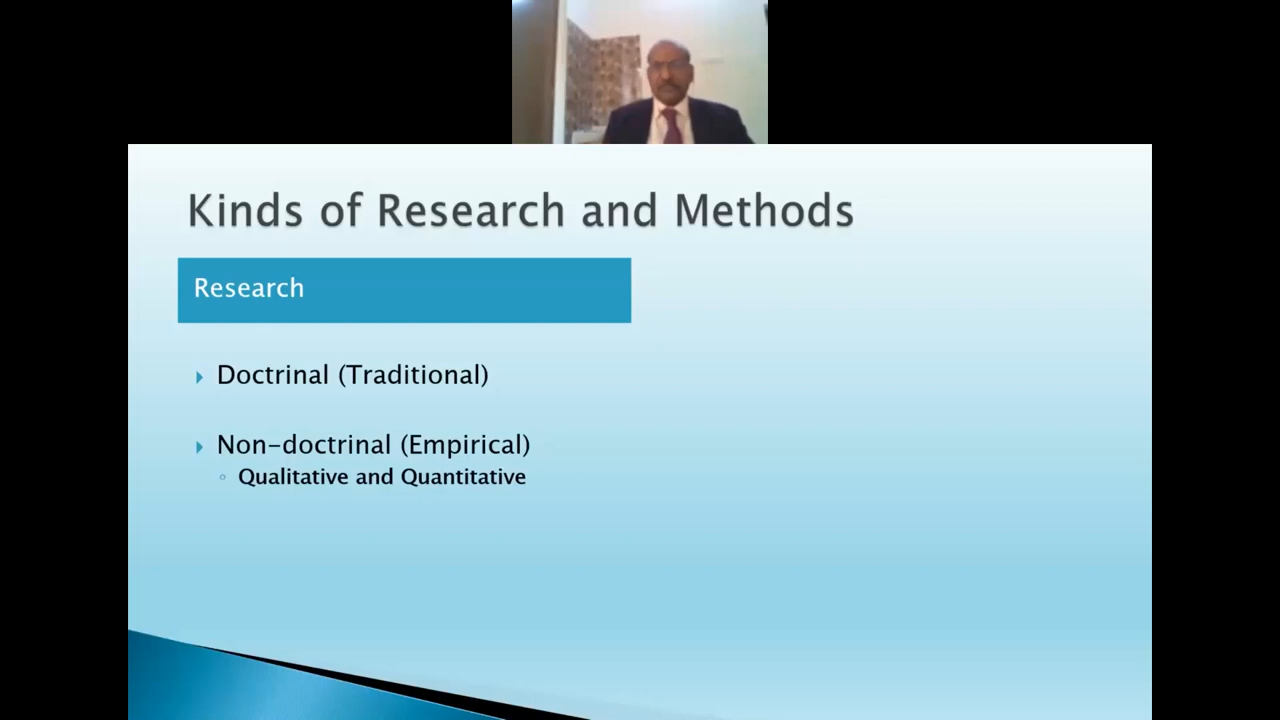 Kinds of Research and Methods
Research
Doctrinal (Traditional)
Non-doctrinal (Empirical)
Qualitative and Quantitative